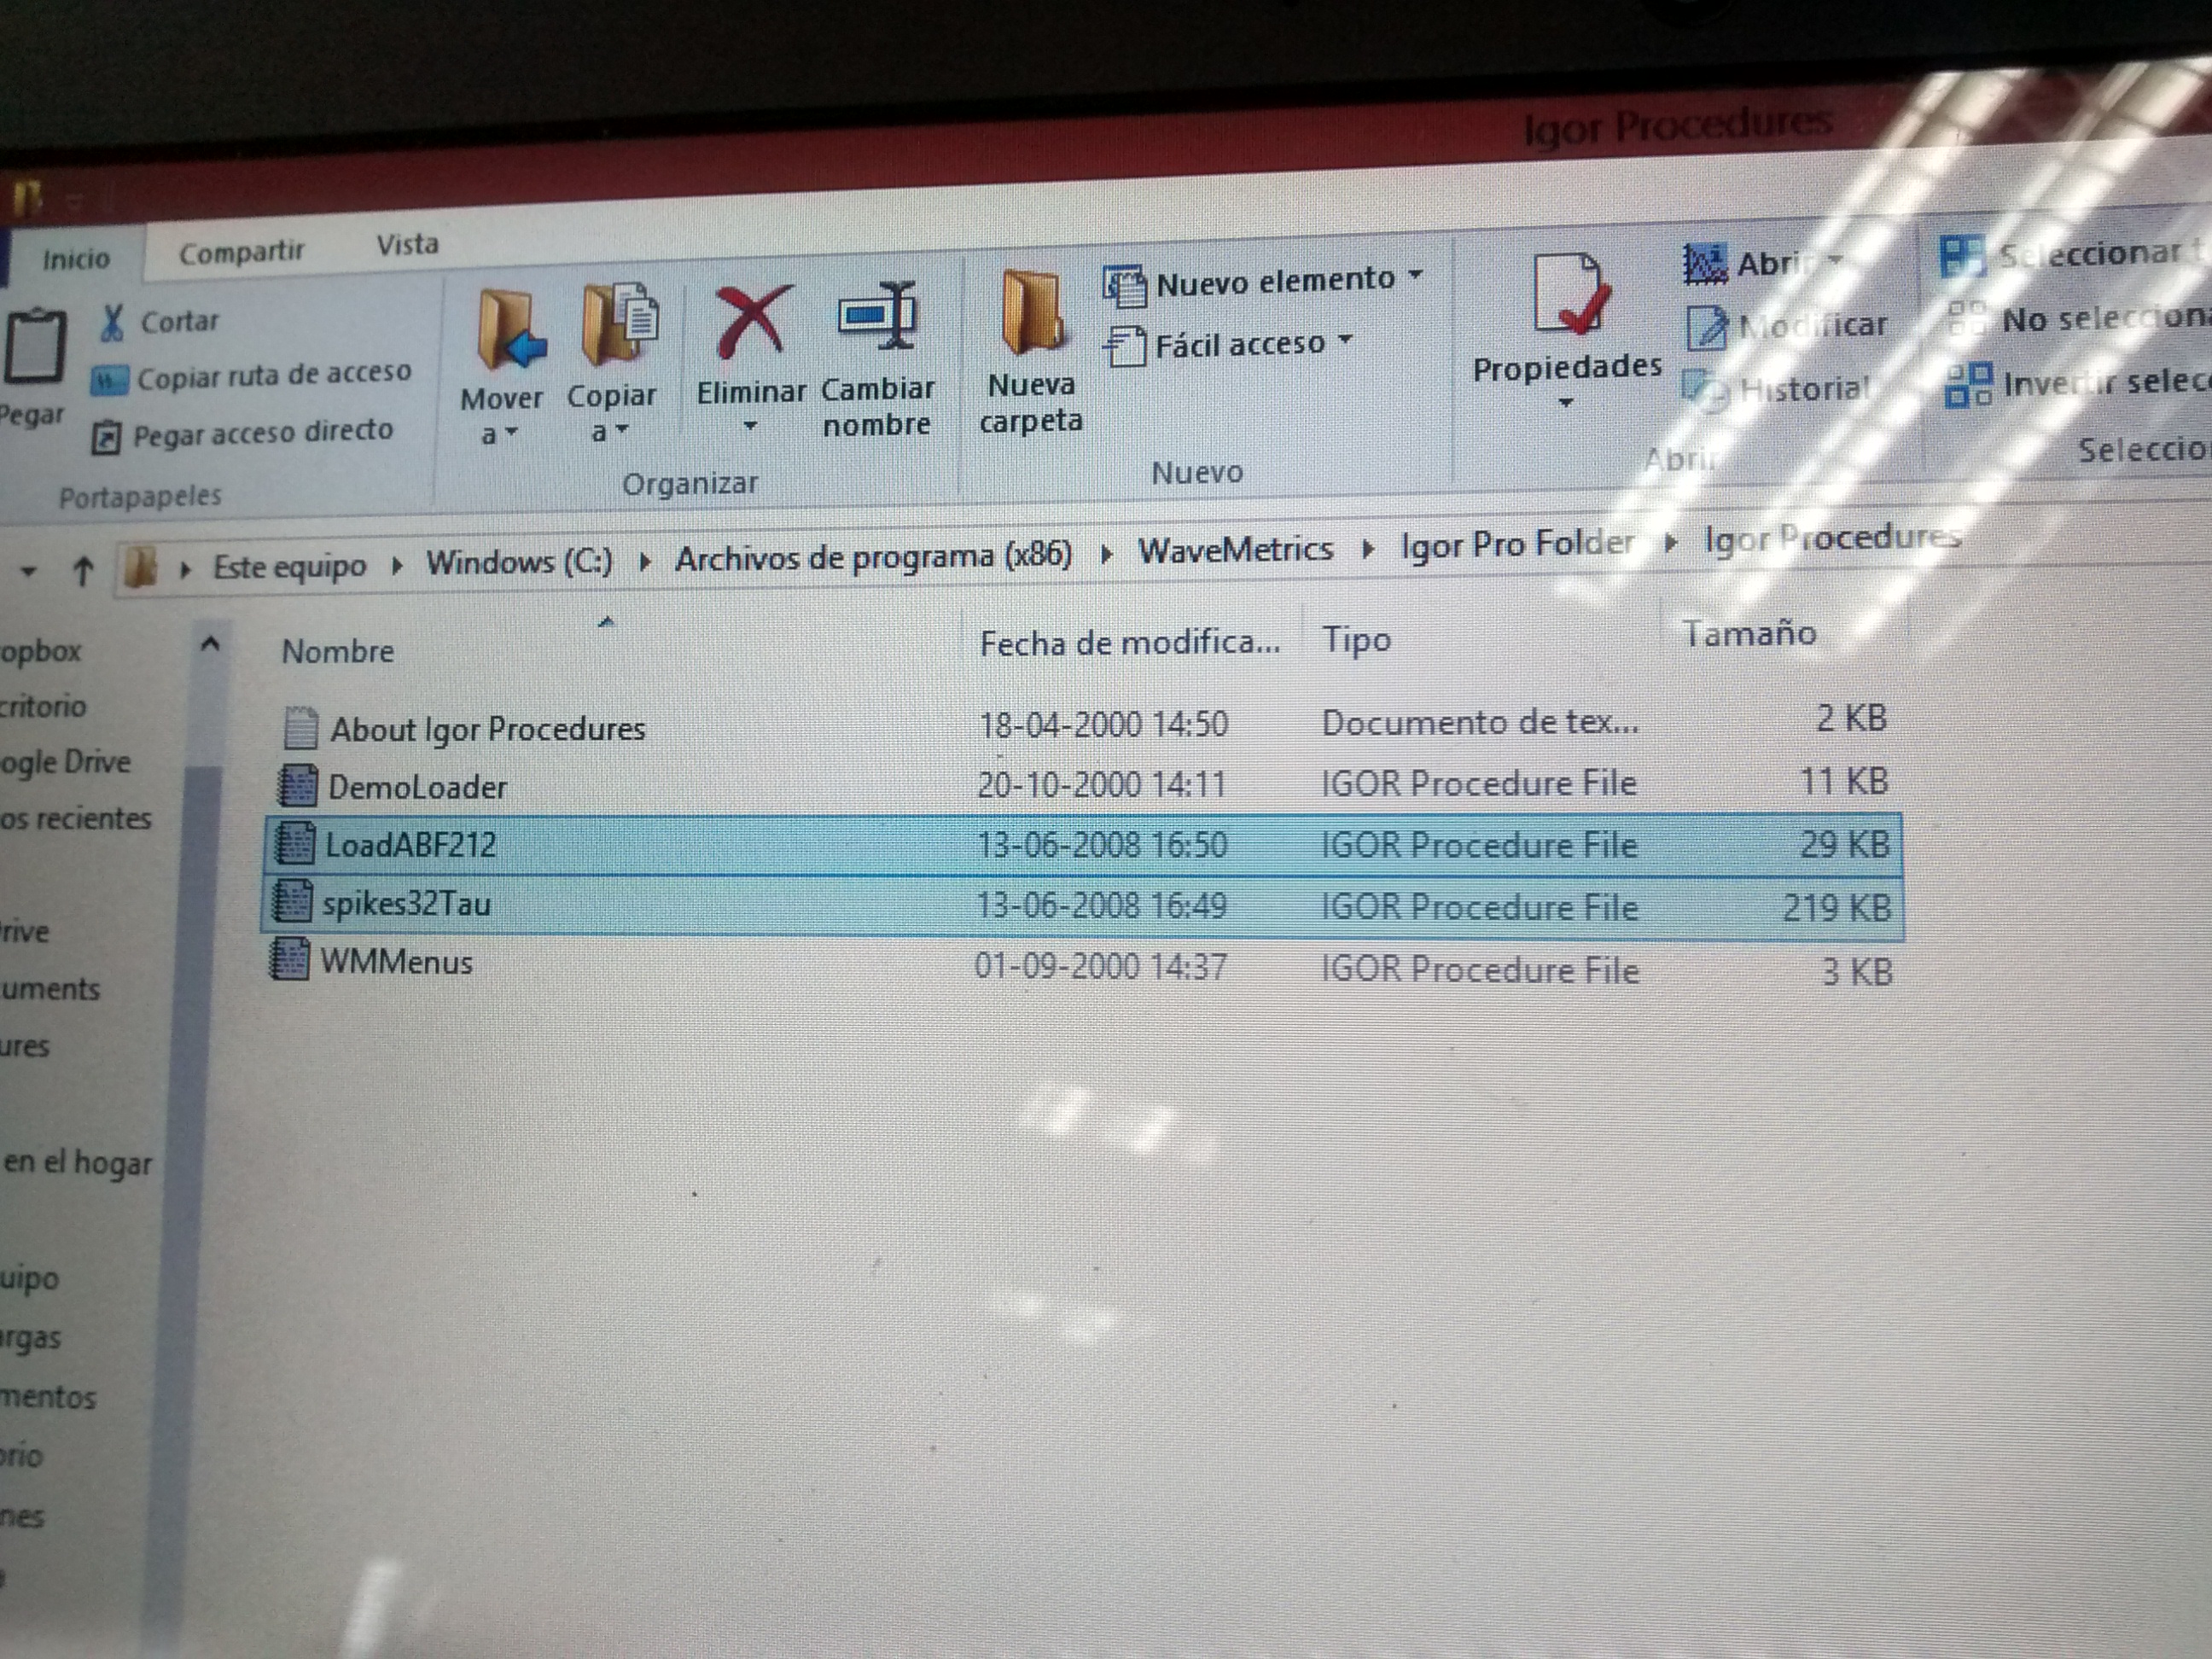 Igor Procedures
Inicio Compartir Vista
Pegar
Cortar
Copiar ruta de acceso
Pegar acceso directo
Portapapeles
Mover a
Copiar a
Eliminar
Cambiar nombre
Organizar
Nueva carpeta
Nuevo elemento
Fácil acceso
Nuevo
Propiedades
Abrir
Modificar
Historial
Abrir
Seleccionar t
No selecciona
Invertir selec
Seleccio
Este equipo Windows (C:) Archivos de programa (x86) WaveMetrics Igor Pro Folder Igor Procedures
Nombre Fecha de modifica... Tipo Tamaño
About Igor Procedures 18-04-2000 14:50 Documento de tex... 2 KB
DemoLoader 20-10-2000 14:11 IGOR Procedure File 11 KB
LoadABF212 13-06-2008 16:50 IGOR Procedure File 29 KB
spikes32Tau 13-06-2008 16:49 IGOR Procedure File 219 KB
WMMenus 01-09-2000 14:37 IGOR Procedure File 3 KB
opbox
critorio
ogle Drive
os recientes
rive
uments
ures
en el hogar
uipo
argas
mentos
orio
nes